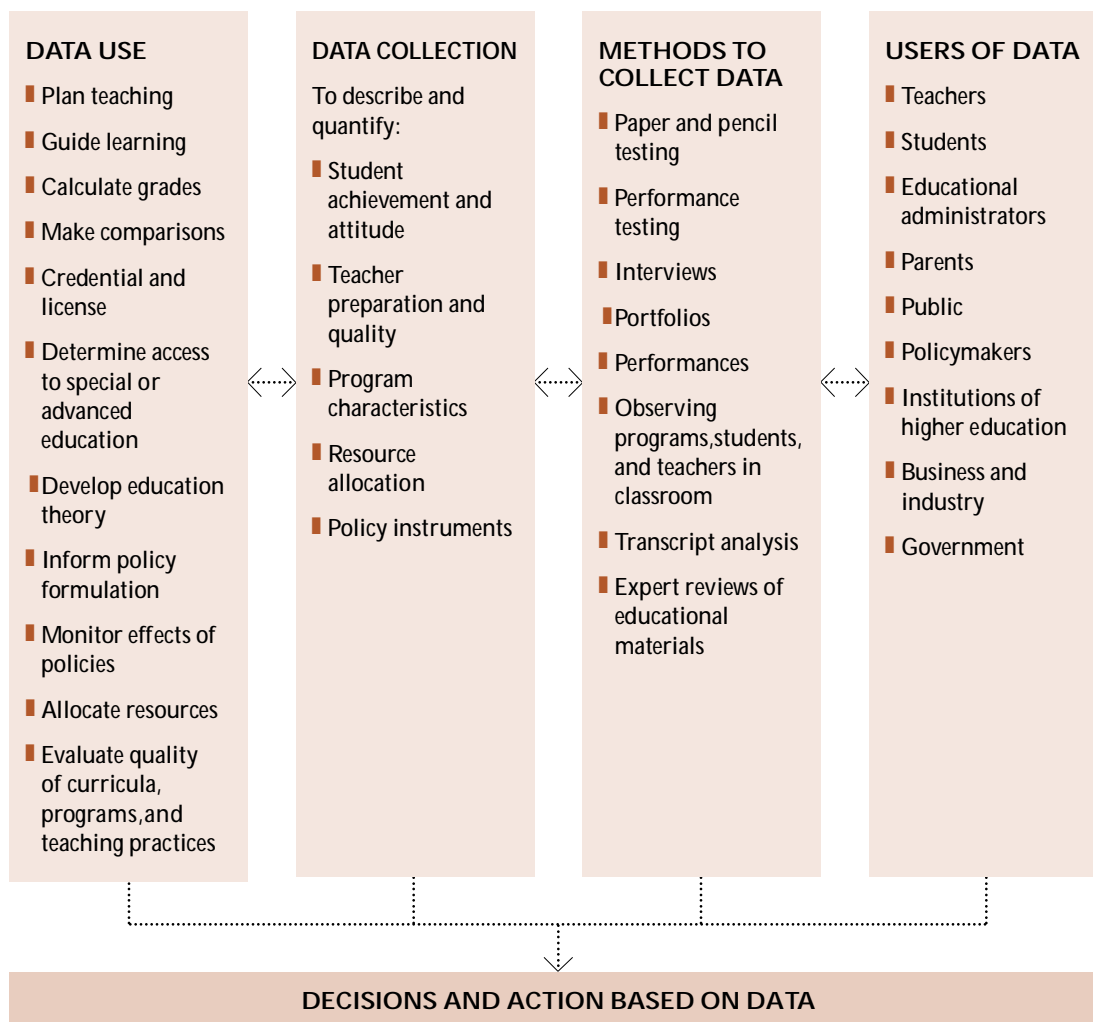 DATA USE
Plan teaching
Guide learning
Calculate grades
Make comparisons
Credential and
license
Determine access
to special or
advanced
education
Develop education
theory
Inform policy
formulation
Monitor effects of
policies
Allocate resources
Evaluate quality
of curricula,
programs,and
teaching practices
DATA COLLECTION
To describe and
quantify:
Student
achievement and
attitude
Teacher
preparation and
quality
Program
characteristics
Resource
allocation
Policy instruments
METHODS TO
COLLECT DATA
Paper and pencil
testing
Performance
testing
Interviews
Portfolios
Performances
Observing
programs,students,
and teachers in
classroom
Transcript analysis
Expert reviews of
educational
materials
USERS OF DATA
Teachers
Students
Educational
administrators
Parents
Public
Policymakers
Institutions of
higher education
Business and
industry
Government
DECISIONS AND ACTION BASED ON DATA